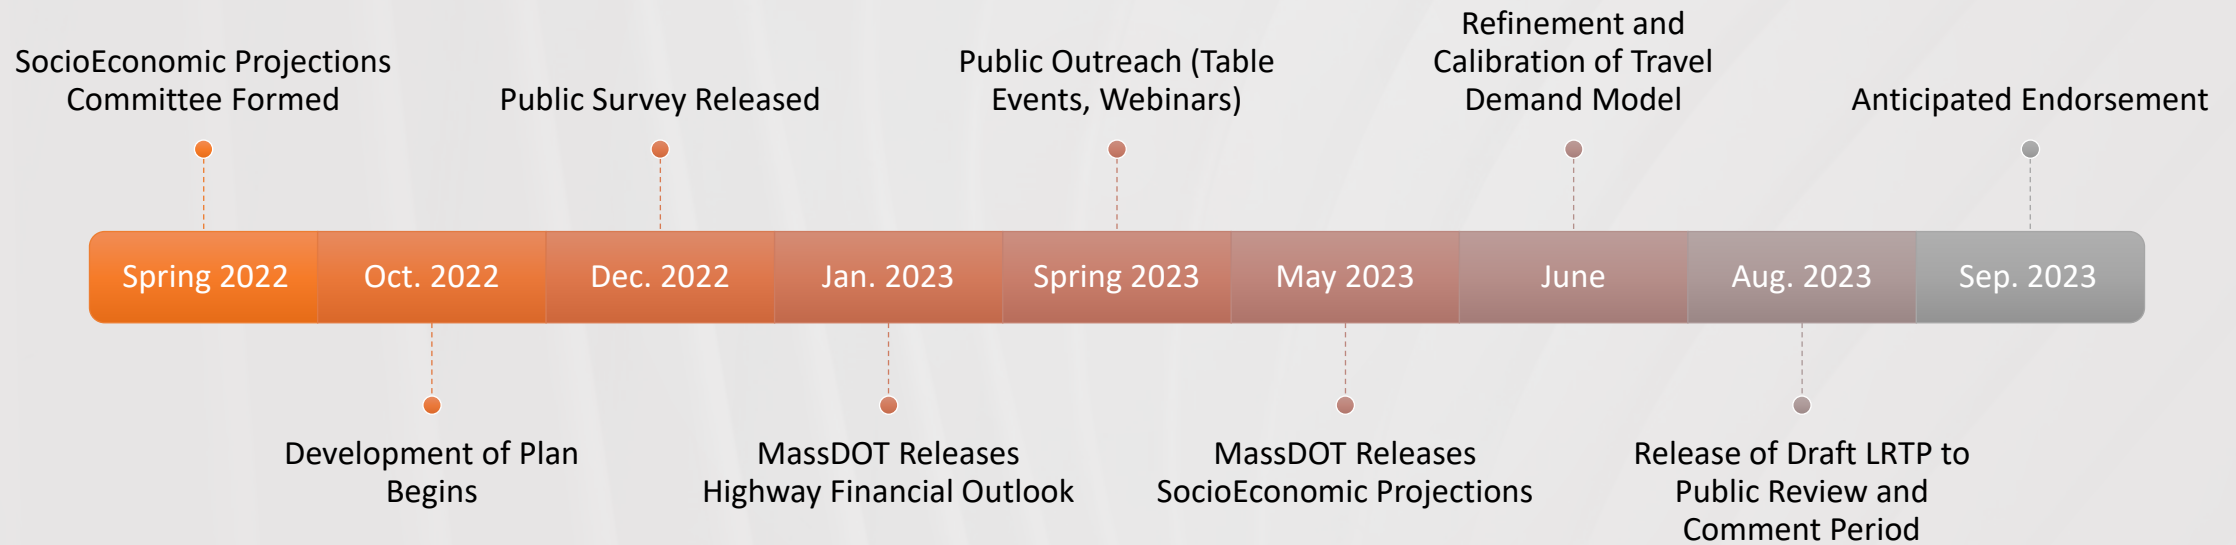 SocioEconomic Projections
Committee Formed
Public Survey Released
Public Outreach (Table
Events, Webinars)
Refinement and
Calibration of Travel
Demand Model
Anticipated Endorsement
Spring 2022
Oct. 2022
Dec. 2022
Jan. 2023
Spring 2023
May 2023
June
Aug. 2023
Sep. 2023
Development of Plan
Begins
MassDOT Releases
Highway Financial Outlook
MassDOT Releases
SocioEconomic Projections
Release of Draft LRTP to
Public Review and
Comment Period